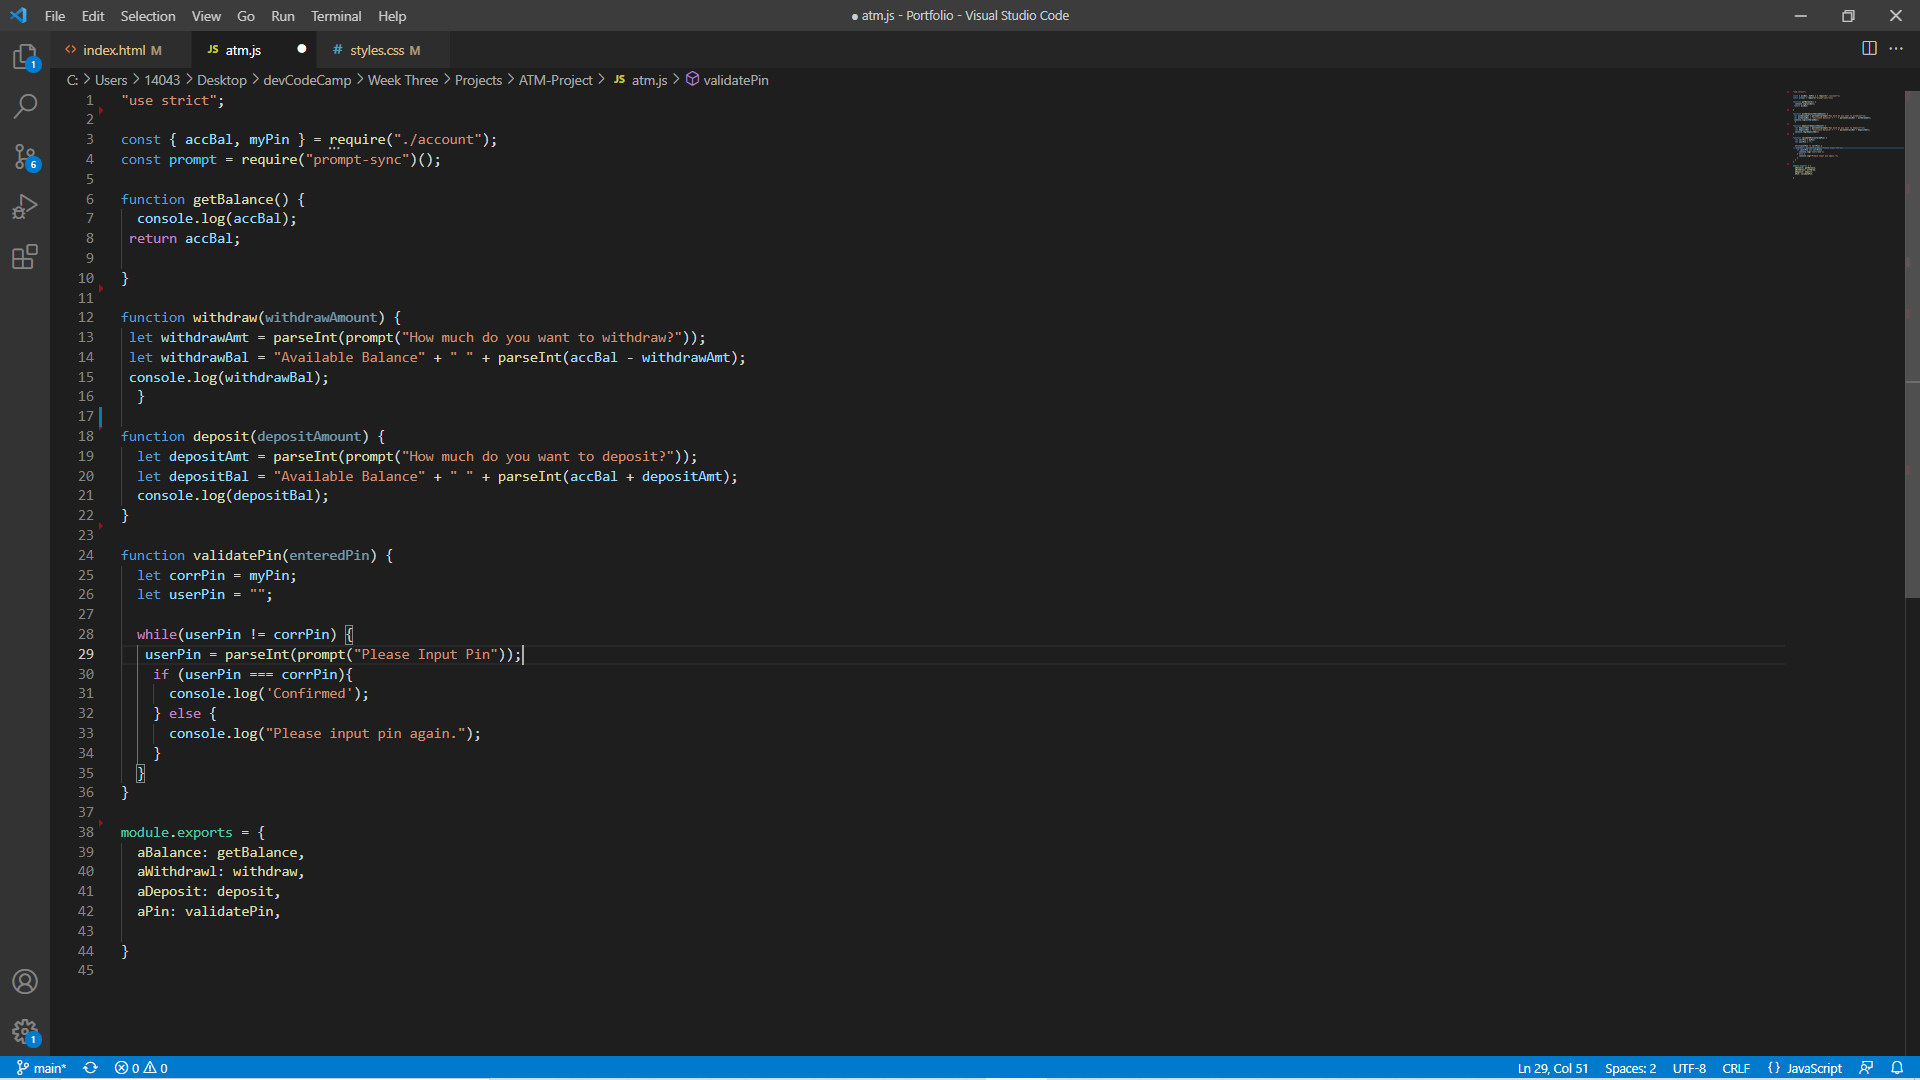 File Edit Selection View Go Run Terminal Help
● atm.js - Portfolio - Visual Studio Code
<> index.html M
JS atm.js ●
# styles.css M
C: > Users > 14043 > Desktop > devCodeCamp > Week Three > Projects > ATM-Project > JS atm.js > validatePin
1 "use strict";
2
3 const { accBal, myPin } = require("./account");
4 const prompt = require("prompt-sync")();
5
6 function getBalance() {
7   console.log(accBal);
8  return accBal;
9
10 }
11
12 function withdraw(withdrawAmount) {
13  let withdrawAmt = parseInt(prompt("How much do you want to withdraw?"));
14  let withdrawBal = "Available Balance" + " " + parseInt(accBal - withdrawAmt);
15  console.log(withdrawBal);
16   }
17
18 function deposit(depositAmount) {
19   let depositAmt = parseInt(prompt("How much do you want to deposit?"));
20   let depositBal = "Available Balance" + " " + parseInt(accBal + depositAmt);
21   console.log(depositBal);
22 }
23
24 function validatePin(enteredPin) {
25   let corrPin = myPin;
26   let userPin = "";
27
28   while(userPin != corrPin) {
29    userPin = parseInt(prompt("Please Input Pin"));
30     if (userPin === corrPin){
31       console.log('Confirmed');
32     } else {
33       console.log("Please input pin again.");
34     }
35   }
36 }
37
38 module.exports = {
39   aBalance: getBalance,
40   aWithdrawl: withdraw,
41   aDeposit: deposit,
42   aPin: validatePin,
43
44 }
45
1
6
1
main* 0 0
Ln 29, Col 51 Spaces: 2 UTF-8 CRLF {} JavaScript